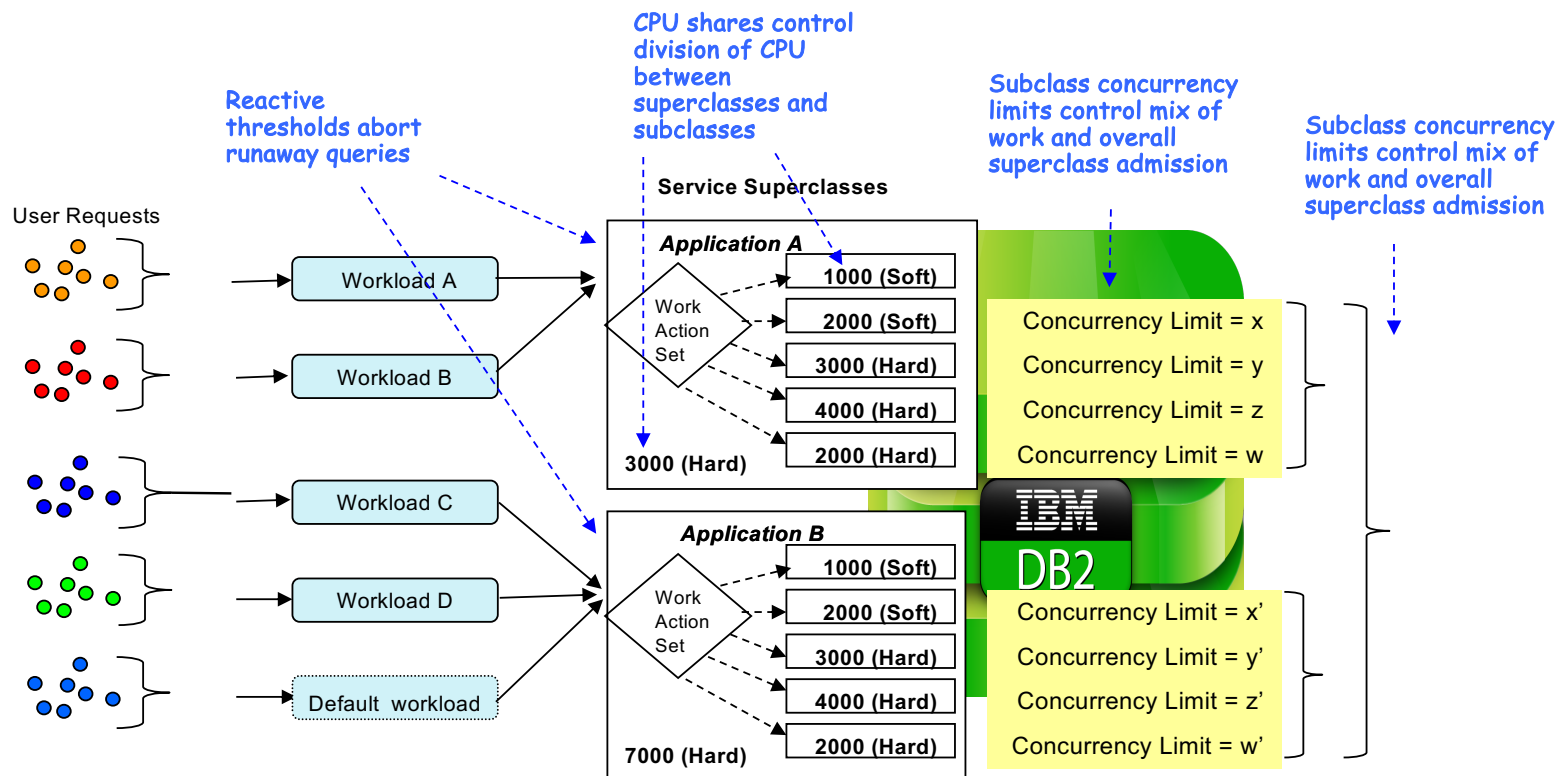 CPU shares control
division of CPU
between
superclasses and
subclasses
Reactive
thresholds abort
runaway queries
Subclass concurrency
limits control mix of
work and overall
superclass admission
Subclass concurrency
limits control mix of
work and overall
superclass admission
Service Superclasses
User Requests
Workload A
Workload B
Workload C
Workload D
Default workload
Application A
Work
Action
Set
1000 (Soft)
2000 (Soft)
3000 (Hard)
4000 (Hard)
2000 (Hard)
3000 (Hard)
Concurrency Limit = x
Concurrency Limit = y
Concurrency Limit = z
Concurrency Limit = w
IBM
DB2
Application B
Work
Action
Set
1000 (Soft)
2000 (Soft)
3000 (Hard)
4000 (Hard)
2000 (Hard)
7000 (Hard)
Concurrency Limit = x’
Concurrency Limit = y’
Concurrency Limit = z’
Concurrency Limit = w’